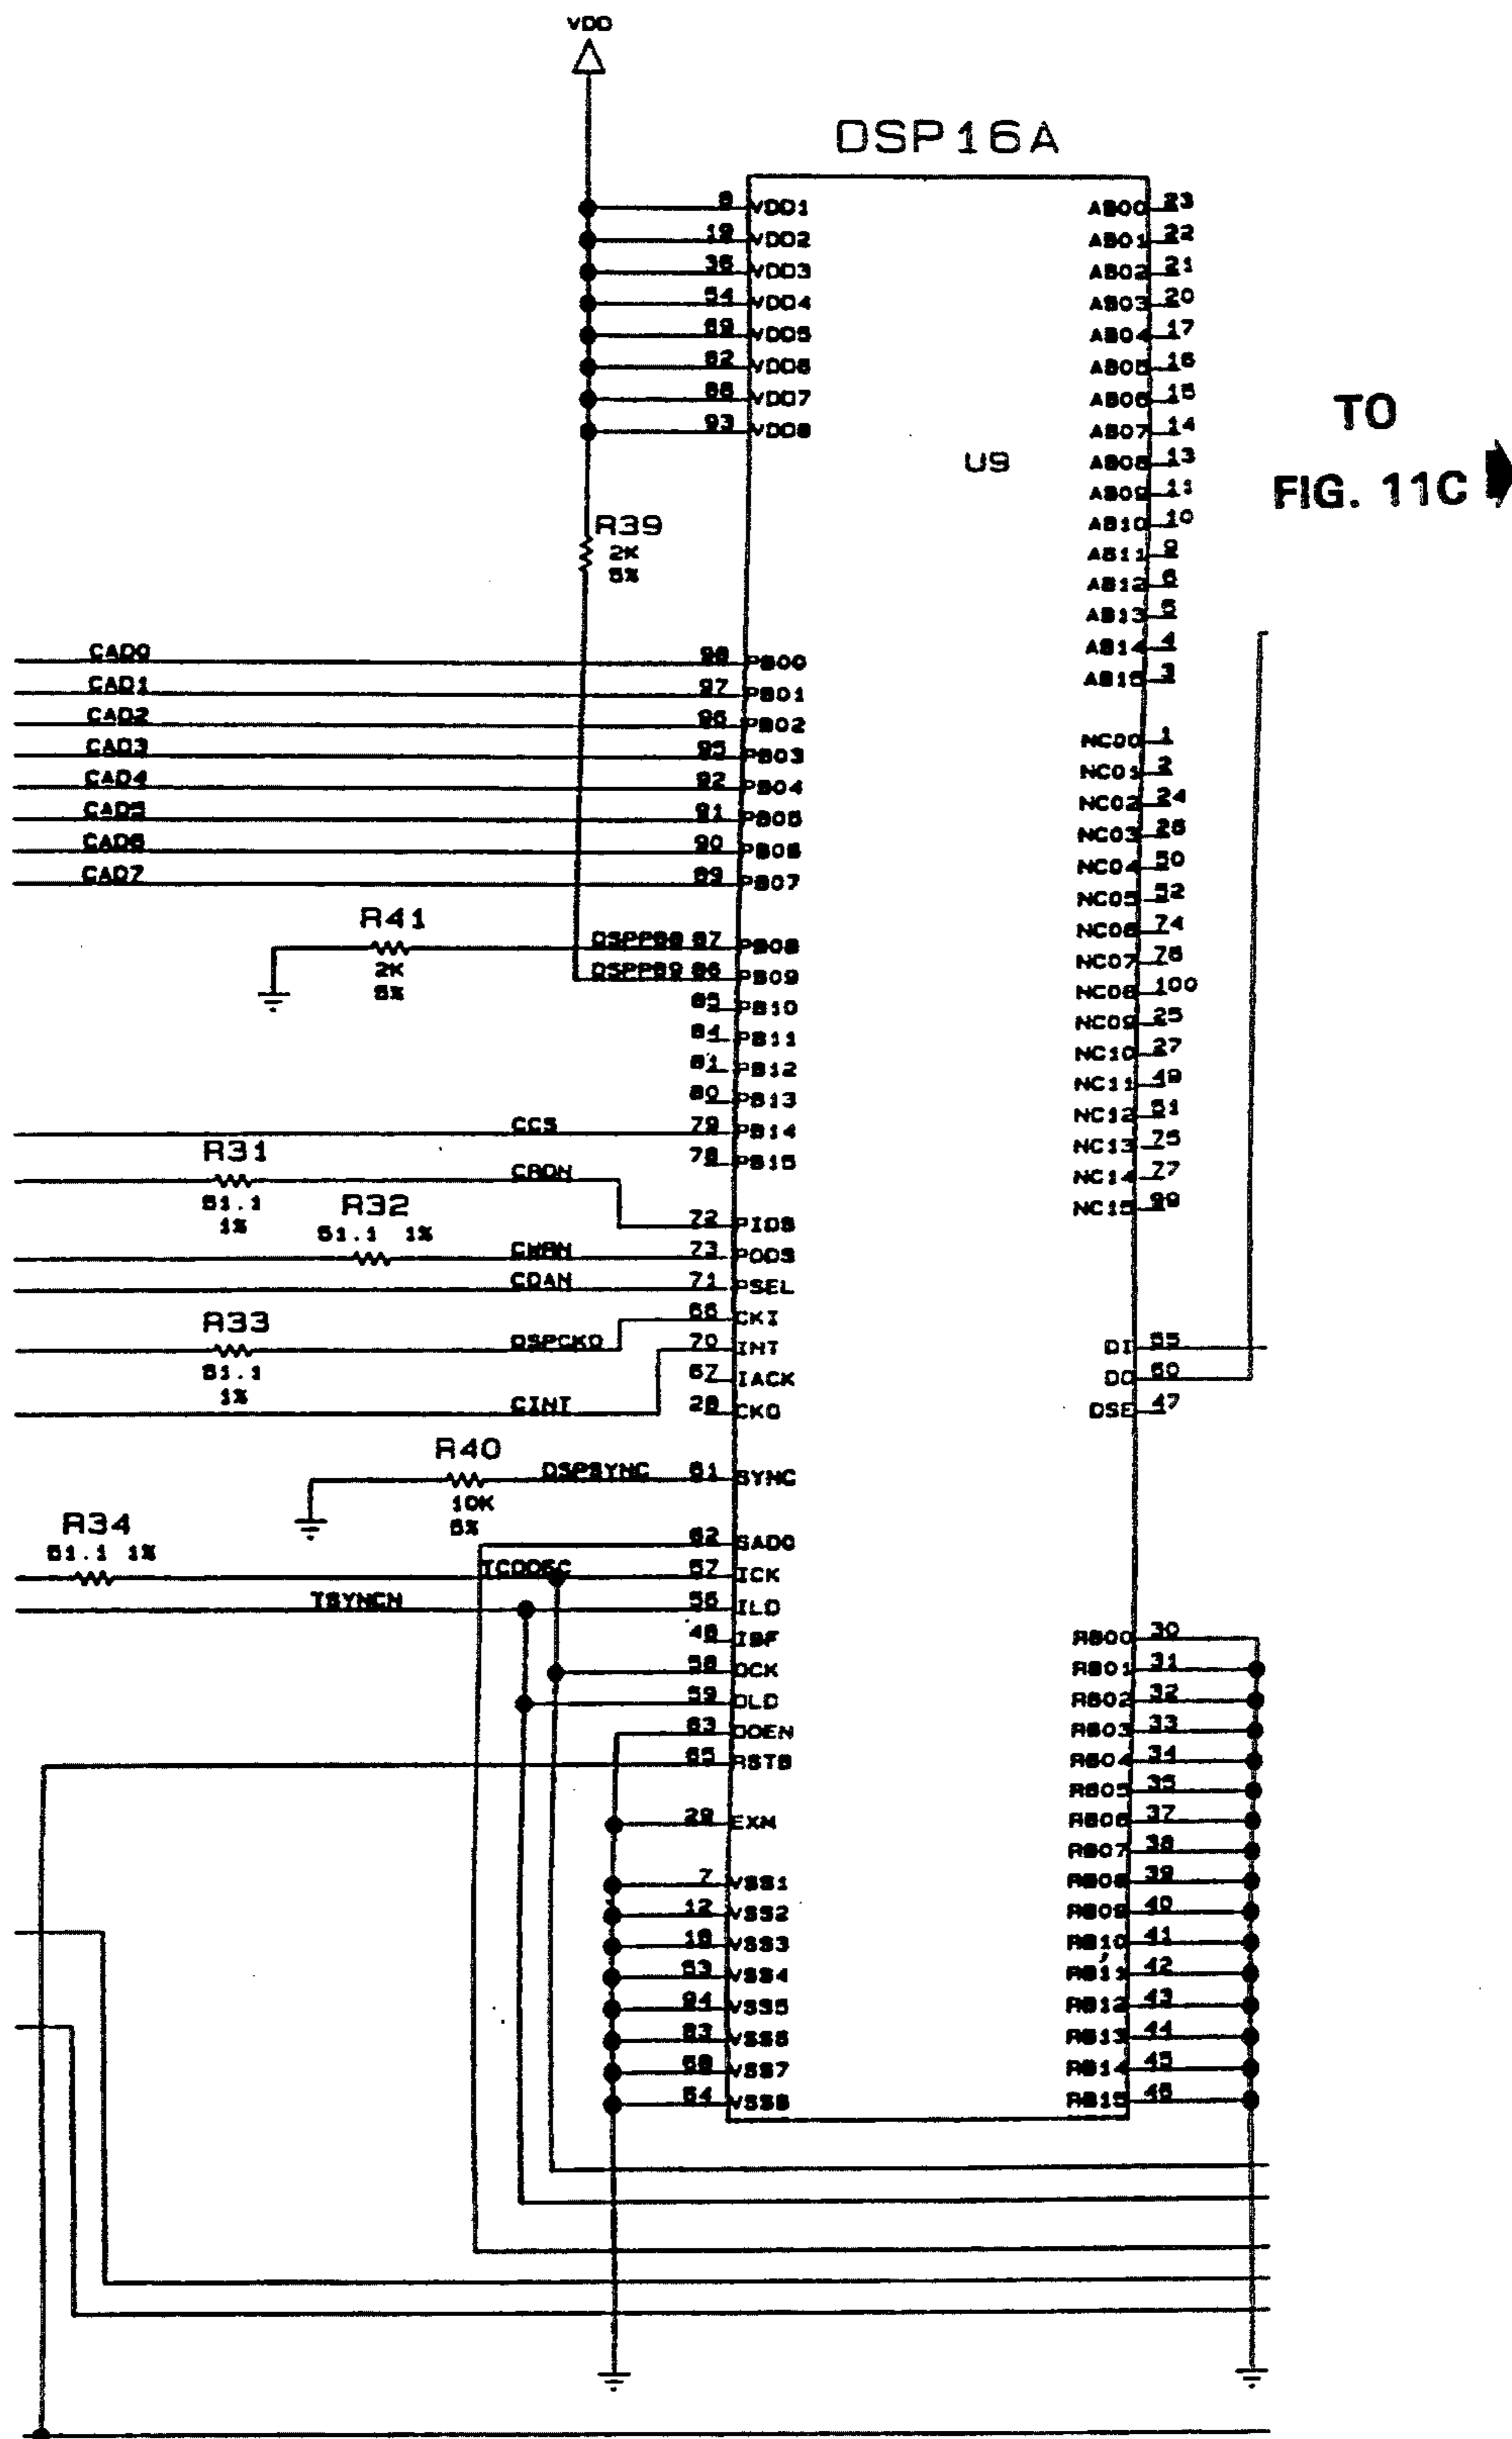 VDD
DSP16A
8 VDD1
19 VDD2
36 VDD3
54 VDD4
69 VDD5
82 VDD6
88 VDD7
93 VDD8
U9
AB00 23
AB01 22
AB02 21
AB03 20
AB04 17
AB05 16
AB06 15
AB07 14
AB08 13
AB09 11
AB10 10
AB11 9
AB12 6
AB13 5
AB14 4
AB15 3
TO
FIG. 11C
R39
2K
5%
CAD0 98 PB00
CAD1 97 PB01
CAD2 96 PB02
CAD3 95 PB03
CAD4 92 PB04
CAD5 91 PB05
CAD6 90 PB06
CAD7 89 PB07
NC00 1
NC01 2
NC02 24
NC03 26
NC04 50
NC05 52
NC06 74
NC07 76
NC08 100
NC09 25
NC10 27
NC11 49
NC12 51
NC13 75
NC14 77
NC15 99
R41
2K
5%
DSPPB8 87 PB08
DSPPB9 86 PB09
85 PB10
84 PB11
81 PB12
80 PB13
CCS 79 PB14
78 PB15
R31
51.1
1%
CRDN
72 PIDS
R32
51.1 1%
CWRN 73 PODS
CDAN 71 PSEL
66 CKI
R33
51.1
1%
DSPCKO
70 INT
67 IACK
CINT
28 CKO
DI 55
DO 60
DSE 47
R40
10K
5%
DSPSYNC 61 SYNC
62 SADD
R34
51.1 1%
57 ICK
TSYNCN 56 ILD
48 IBF
58 OCK
59 OLD
63 DOEN
65 RSTB
29 EXM
7 VSS1
12 VSS2
18 VSS3
53 VSS4
94 VSS5
83 VSS6
68 VSS7
64 VSS8
RB00 30
RB01 31
RB02 32
RB03 33
RB04 34
RB05 35
RB06 37
RB07 38
RB08 39
RB09 40
RB10 41
RB11 42
RB12 43
RB13 44
RB14 45
RB15 46